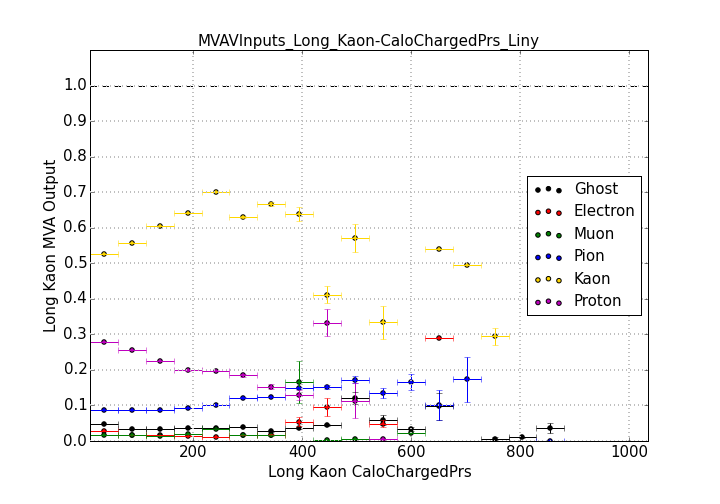 MVAVInputs_Long_Kaon-CaloChargedPrs_Liny
1.0
0.9
0.8
0.7
0.6
0.5
0.4
0.3
0.2
0.1
0.0
Long Kaon MVA Output
Ghost
Electron
Muon
Pion
Kaon
Proton
200
400
600
800
1000
Long Kaon CaloChargedPrs